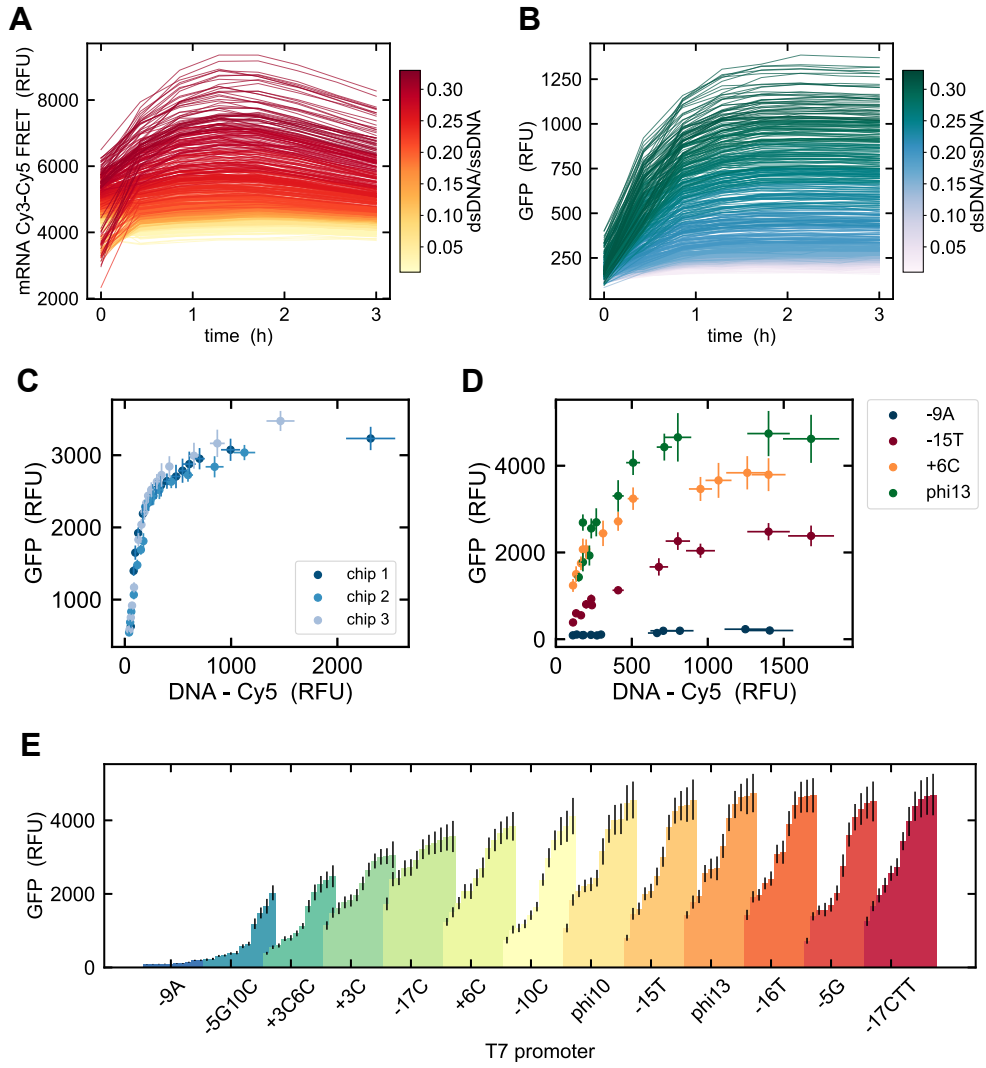 A
B
mRNA Cy3-Cy5 FRET (RFU)
8000
6000
4000
2000
0
1
2
3
time (h)
0.30
0.25
0.20
0.15
0.10
0.05
dsDNA/ssDNA
GFP (RFU)
1250
1000
750
500
250
0
1
2
3
time (h)
0.30
0.25
0.20
0.15
0.10
0.05
dsDNA/ssDNA
C
D
GFP (RFU)
3000
2000
1000
0
1000
2000
DNA - Cy5 (RFU)
chip 1
chip 2
chip 3
GFP (RFU)
4000
2000
0
0
500
1000
1500
DNA - Cy5 (RFU)
-9A
-15T
+6C
phi13
E
GFP (RFU)
4000
2000
0
-9A
-5G10C
+3C6C
+3C
-17C
+6C
-10C
phi10
-15T
phi13
-16T
-5G
-17CTT
T7 promoter